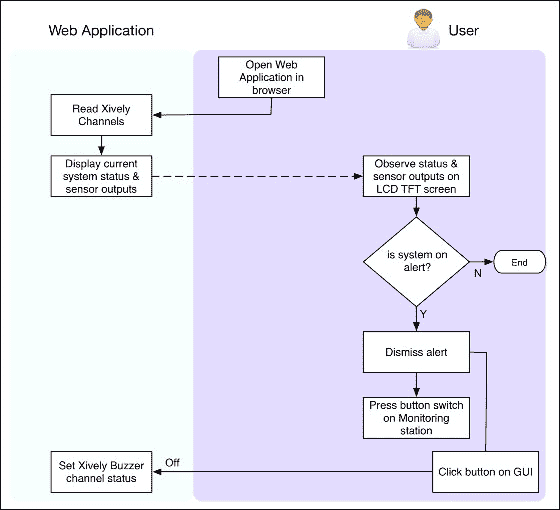 Web Application
User
Open Web
Application in
browser
Read Xively
Channels
Display current
system status &
sensor outputs
Observe status &
sensor outputs on
LCD TFT screen
is system on
alert?
N
End
Y
Dismiss alert
Press button switch
on Monitoring
station
Set Xively Buzzer
channel status
Off
Click button on GUI